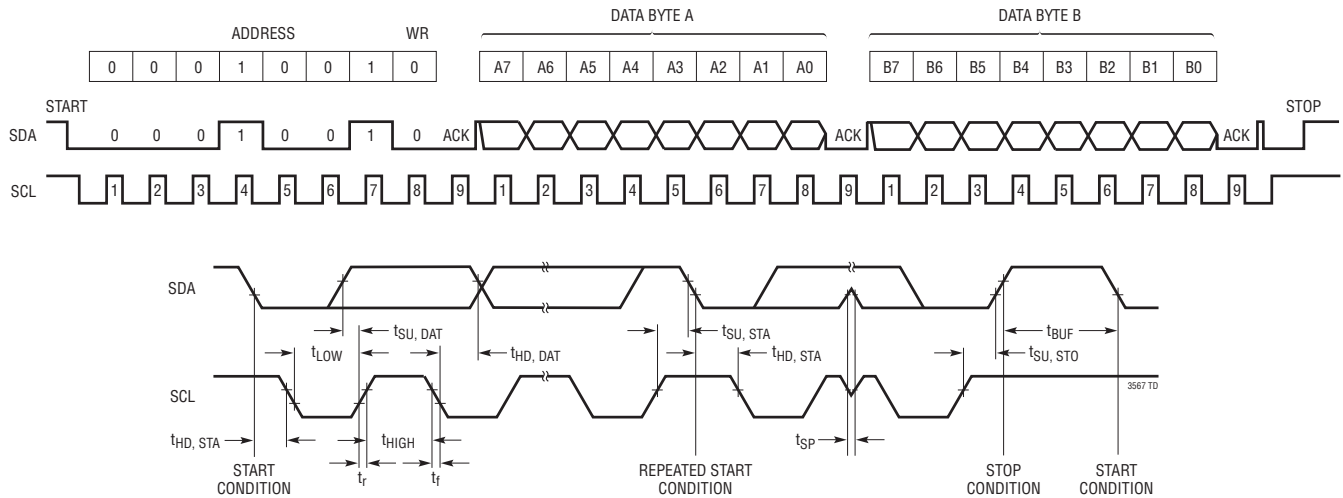 DATA BYTE A DATA BYTE B
ADDRESS WR
0 0 0 1 0 0 1 0 A7 A6 A5 A4 A3 A2 A1 A0 B7 B6 B5 B4 B3 B2 B1 B0
START STOP
SDA 0 0 0 1 0 0 1 0 ACK ACK ACK
SCL 1 2 3 4 5 6 7 8 9 1 2 3 4 5 6 7 8 9 1 2 3 4 5 6 7 8 9
SDA
tSU, DAT tSU, STA tBUF
tLOW tHD, DAT tHD, STA tSU, STO
SCL 3567 TD
tHD, STA tHIGH tSP
tr tf
START CONDITION
REPEATED START CONDITION
STOP CONDITION
START CONDITION